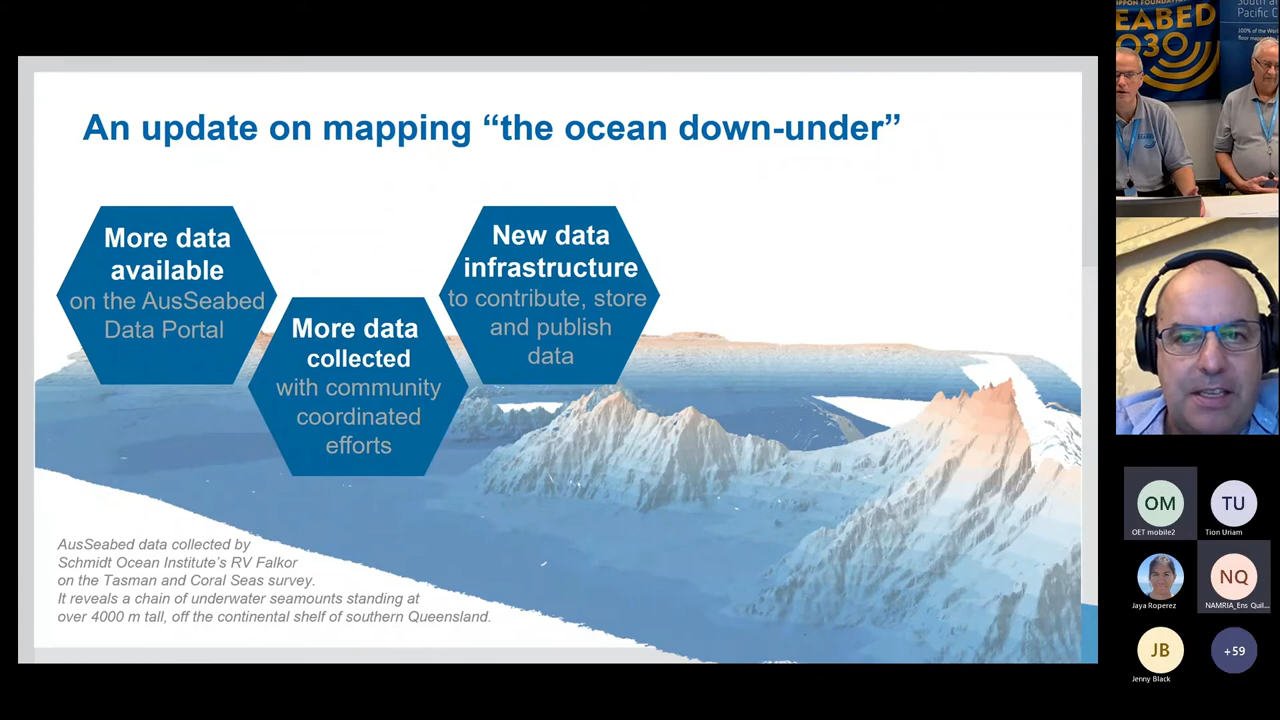 An update on mapping “the ocean down-under”
More data
available
on the AusSeabed
Data Portal
More data
collected
with community
coordinated
efforts
New data
infrastructure
to contribute, store
and publish
data
AusSeabed data collected by
Schmidt Ocean Institute's RV Falkor
on the Tasman and Coral Seas survey.
It reveals a chain of underwater seamounts standing at
over 4000 m tall, off the continental shelf of southern Queensland.
EABED
030
Pacific C
OM
OET mobile2
TU
Tion Uriam
Jaya Roperez
NQ
NAMRIA_Ens Quil...
JB
Jenny Black
+59